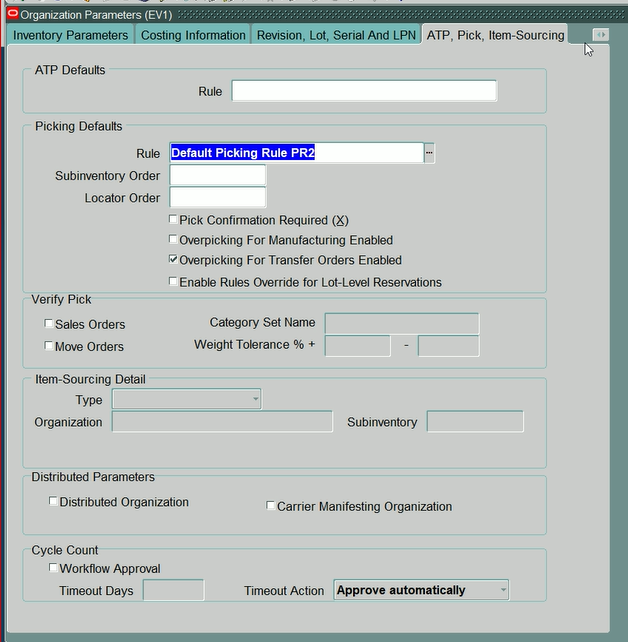 Organization Parameters (EV1)
Inventory Parameters Costing Information Revision, Lot, Serial And LPN ATP, Pick, Item-Sourcing
ATP Defaults
Rule
Picking Defaults
Rule Default Picking Rule PR2 ...
Subinventory Order
Locator Order
Pick Confirmation Required (X)
Overpicking For Manufacturing Enabled
Overpicking For Transfer Orders Enabled
Enable Rules Override for Lot-Level Reservations
Verify Pick
Sales Orders Category Set Name
Move Orders Weight Tolerance % + -
Item-Sourcing Detail
Type
Organization Subinventory
Distributed Parameters
Distributed Organization Carrier Manifesting Organization
Cycle Count
Workflow Approval
Timeout Days Timeout Action Approve automatically